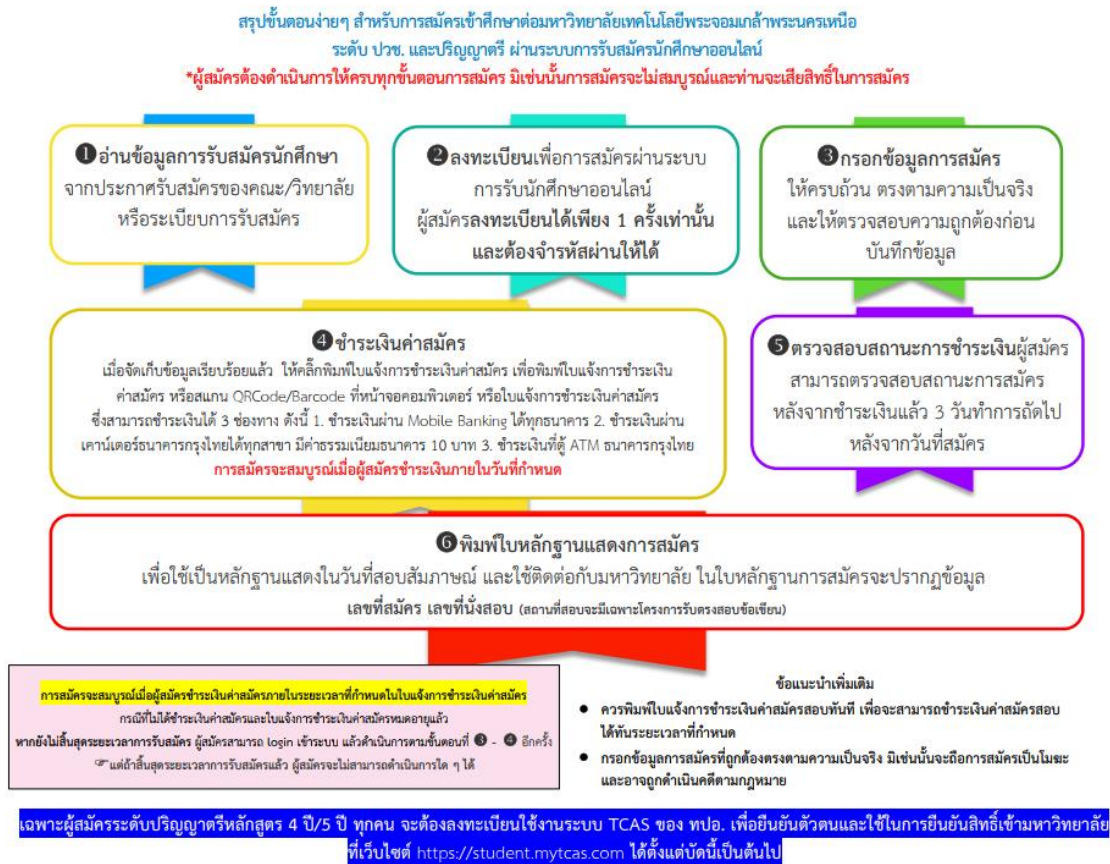 สรุปขั้นตอนง่ายๆ สำหรับการสมัครเข้าศึกษาต่อมหาวิทยาลัยเทคโนโลยีพระจอมเกล้าพระนครเหนือ
ระดับ ปวช. และปริญญาตรี ผ่านระบบการรับสมัครนักศึกษาออนไลน์
*ผู้สมัครต้องดำเนินการให้ครบทุกขั้นตอนการสมัคร มิเช่นนั้นการสมัครจะไม่สมบูรณ์และท่านจะเสียสิทธิ์ในการสมัคร
❶อ่านข้อมูลการรับสมัครนักศึกษา
จากประกาศรับสมัครของคณะ/วิทยาลัย
หรือระเบียบการรับสมัคร
❷ลงทะเบียนเพื่อการสมัครผ่านระบบ
การรับนักศึกษาออนไลน์
ผู้สมัครลงทะเบียนได้เพียง 1 ครั้งเท่านั้น
และต้องจำรหัสผ่านให้ได้
❸กรอกข้อมูลการสมัคร
ให้ครบถ้วน ตรงตามความเป็นจริง
และให้ตรวจสอบความถูกต้องก่อน
บันทึกข้อมูล
❹ชำระเงินค่าสมัคร
เมื่อจัดเก็บข้อมูลเรียบร้อยแล้ว ให้คลิ๊กพิมพ์ใบแจ้งการชำระเงินค่าสมัคร เพื่อพิมพ์ใบแจ้งการชำระเงิน
ค่าสมัคร หรือสแกน QRCode/Barcode ที่หน้าจอคอมพิวเตอร์ หรือใบแจ้งการชำระเงินค่าสมัคร
ซึ่งสามารถชำระเงินได้ 3 ช่องทาง ดังนี้ 1. ชำระเงินผ่าน Mobile Banking ได้ทุกธนาคาร 2. ชำระเงินผ่าน
เคาน์เตอร์ธนาคารกรุงไทยได้ทุกสาขา มีค่าธรรมเนียมธนาคาร 10 บาท 3. ชำระเงินที่ตู้ ATM ธนาคารกรุงไทย
การสมัครจะสมบูรณ์เมื่อผู้สมัครชำระเงินภายในวันที่กำหนด
❺ตรวจสอบสถานะการชำระเงินผู้สมัคร
สามารถตรวจสอบสถานะการสมัคร
หลังจากชำระเงินแล้ว 3 วันทำการถัดไป
หลังจากวันที่สมัคร
❻พิมพ์ใบหลักฐานแสดงการสมัคร
เพื่อใช้เป็นหลักฐานแสดงในวันที่สอบสัมภาษณ์ และใช้ติดต่อกับมหาวิทยาลัย ในใบหลักฐานการสมัครจะปรากฏข้อมูล
เลขที่สมัคร เลขที่นั่งสอบ (สถานที่สอบจะมีเฉพาะโครงการรับตรงสอบข้อเขียน)
การสมัครจะสมบูรณ์เมื่อผู้สมัครชำระเงินค่าสมัครภายในระยะเวลาที่กำหนดในใบแจ้งการชำระเงินค่าสมัคร
กรณีที่ไม่ได้ชำระเงินค่าสมัครและใบแจ้งการชำระเงินค่าสมัครหมดอายุแล้ว
หากยังไม่สิ้นสุดระยะเวลาการรับสมัคร ผู้สมัครสามารถ login เข้าระบบ แล้วดำเนินการตามขั้นตอนที่ ❸ - ❹ อีกครั้ง
☞แต่ถ้าสิ้นสุดระยะเวลาการรับสมัครแล้ว ผู้สมัครจะไม่สามารถดำเนินการใด ๆ ได้
ข้อแนะนำเพิ่มเติม
● ควรพิมพ์ใบแจ้งการชำระเงินค่าสมัครสอบทันที เพื่อจะสามารถชำระเงินค่าสมัครสอบ
ได้ทันระยะเวลาที่กำหนด
● กรอกข้อมูลการสมัครที่ถูกต้องตรงตามความเป็นจริง มิเช่นนั้นจะถือการสมัครเป็นโมฆะ
และอาจถูกดำเนินคดีตามกฎหมาย
เฉพาะผู้สมัครระดับปริญญาตรีหลักสูตร 4 ปี/5 ปี ทุกคน จะต้องลงทะเบียนใช้งานระบบ TCAS ของ ทปอ. เพื่อยืนยันตัวตนและใช้ในการยืนยันสิทธิ์เข้ามหาวิทยาลัย
ที่เว็บไซต์ https://student.mytcas.com ได้ตั้งแต่บัดนี้เป็นต้นไป